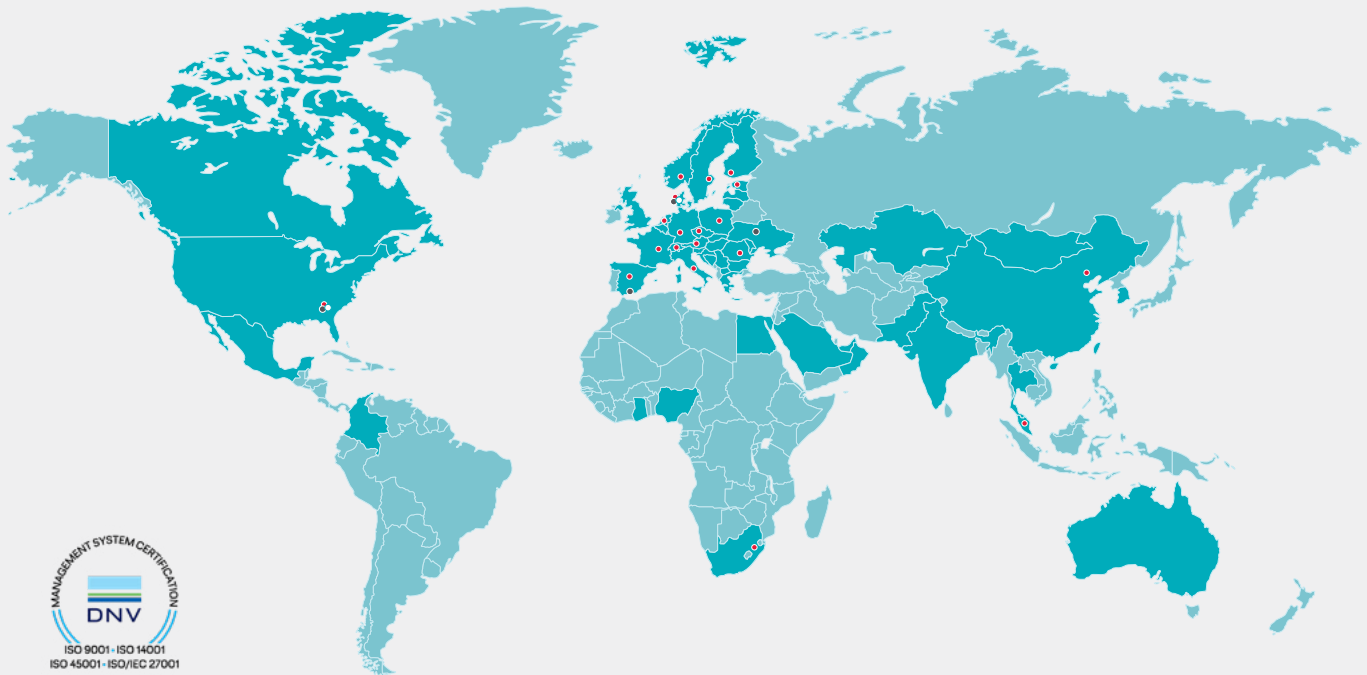 MANAGEMENT SYSTEM CERTIFICATION
DNV
ISO 9001 • ISO 14001
ISO 45001 • ISO/IEC 27001